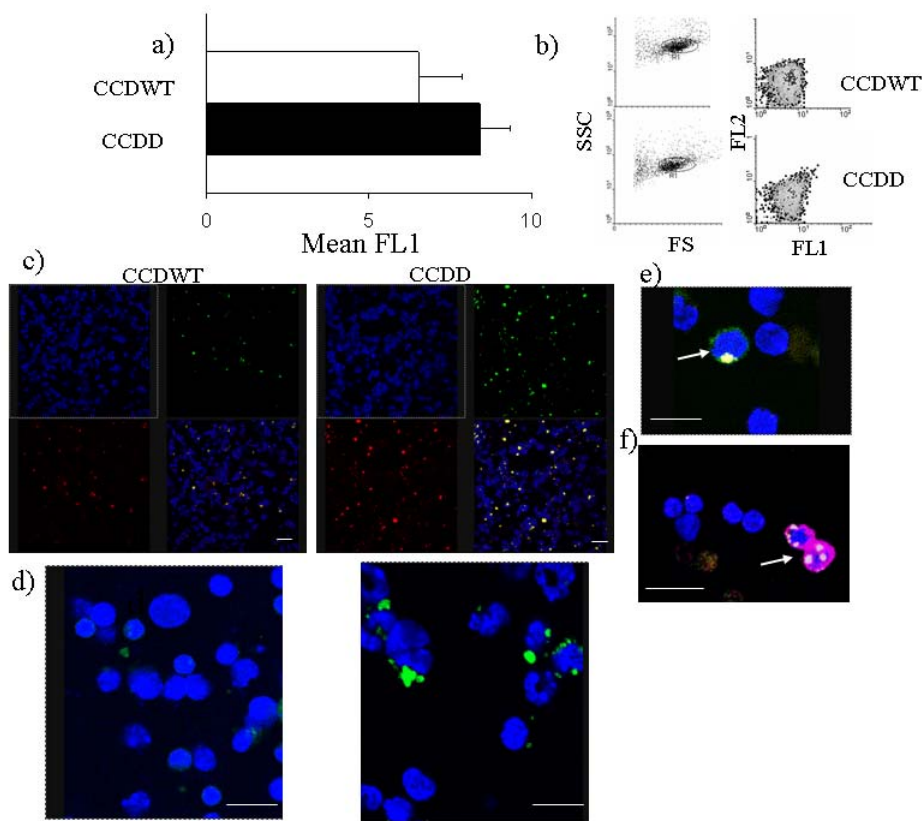 a)
CCDWT
CCDD
0 5 10
Mean FL1
b)
SSC
FS
FL2
FL1
CCDWT
CCDD
c)
CCDWT
CCDD
d)
e)
f)